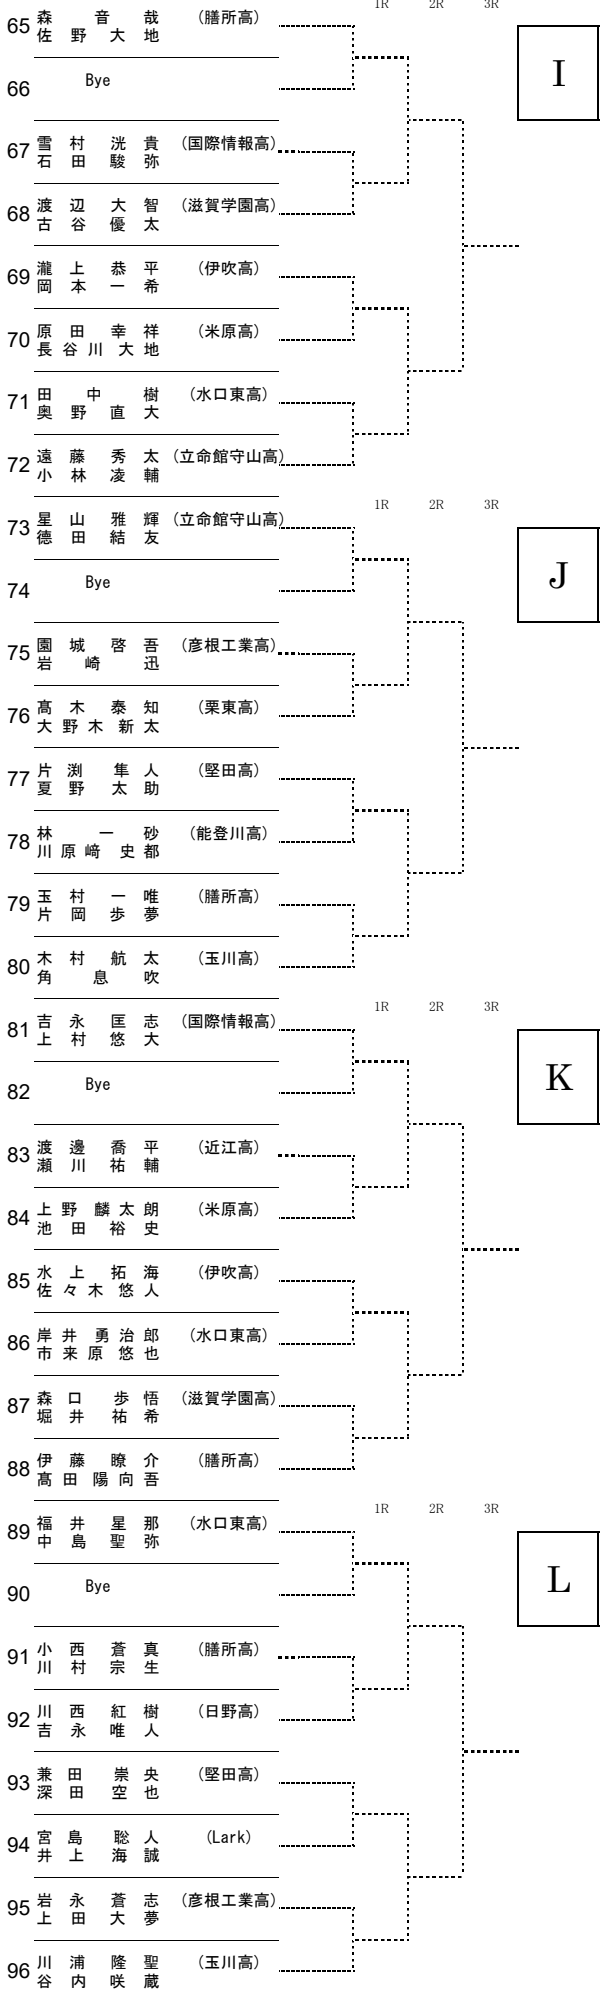 1R 2R 3R
65 森 音 哉 (膳所高)
佐 野 大 地
I
66 Bye
67 雪 村 洸 貴 (国際情報高)
石 田 駿 弥
68 渡 辺 大 智 (滋賀学園高)
古 谷 優 太
69 瀧 上 恭 平 (伊吹高)
岡 本 一 希
70 原 田 幸 祥 (米原高)
長 谷 川 大 地
71 田 中 樹 (水口東高)
奥 野 直 大
72 遠 藤 秀 太 (立命館守山高)
小 林 凌 輔
1R 2R 3R
73 星 山 雅 輝 (立命館守山高)
德 田 結 友
J
74 Bye
75 園 城 啓 吾 (彦根工業高)
岩 崎 迅
76 髙 木 泰 知 (栗東高)
大 野 木 新 太
77 片 渕 隼 人 (堅田高)
夏 野 太 助
78 林 一 砂 (能登川高)
川 原 﨑 史 都
79 玉 村 一 唯 (膳所高)
片 岡 歩 夢
80 木 村 航 太 (玉川高)
角 息 吹
1R 2R 3R
81 吉 永 匡 志 (国際情報高)
上 村 悠 大
K
82 Bye
83 渡 邊 喬 平 (近江高)
瀬 川 祐 輔
84 上 野 麟 太 朗 (米原高)
池 田 裕 史
85 水 上 拓 海 (伊吹高)
佐 々 木 悠 人
86 岸 井 勇 治 郎 (水口東高)
市 来 原 悠 也
87 森 口 歩 悟 (滋賀学園高)
堀 井 祐 希
88 伊 藤 瞭 介 (膳所高)
髙 田 陽 向 吾
1R 2R 3R
89 福 井 星 那 (水口東高)
中 島 聖 弥
L
90 Bye
91 小 西 蒼 真 (膳所高)
川 村 宗 生
92 川 西 紅 樹 (日野高)
吉 永 唯 人
93 兼 田 崇 央 (堅田高)
深 田 空 也
94 宮 島 聡 人 (Lark)
井 上 海 誠
95 岩 永 蒼 志 (彦根工業高)
上 田 大 夢
96 川 浦 隆 聖 (玉川高)
谷 内 咲 蔵